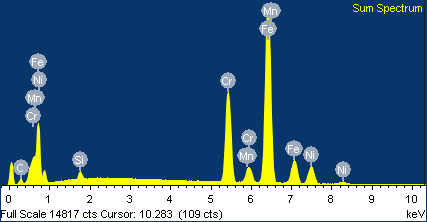 Sum Spectrum
Mn
Fe
Fe
Ni
Mn
Cr
Cr
C
Si
Cr
Mn
Fe
Ni
Ni
0 1 2 3 4 5 6 7 8 9 10
Full Scale 14817 cts Cursor: 10.283 (109 cts) keV